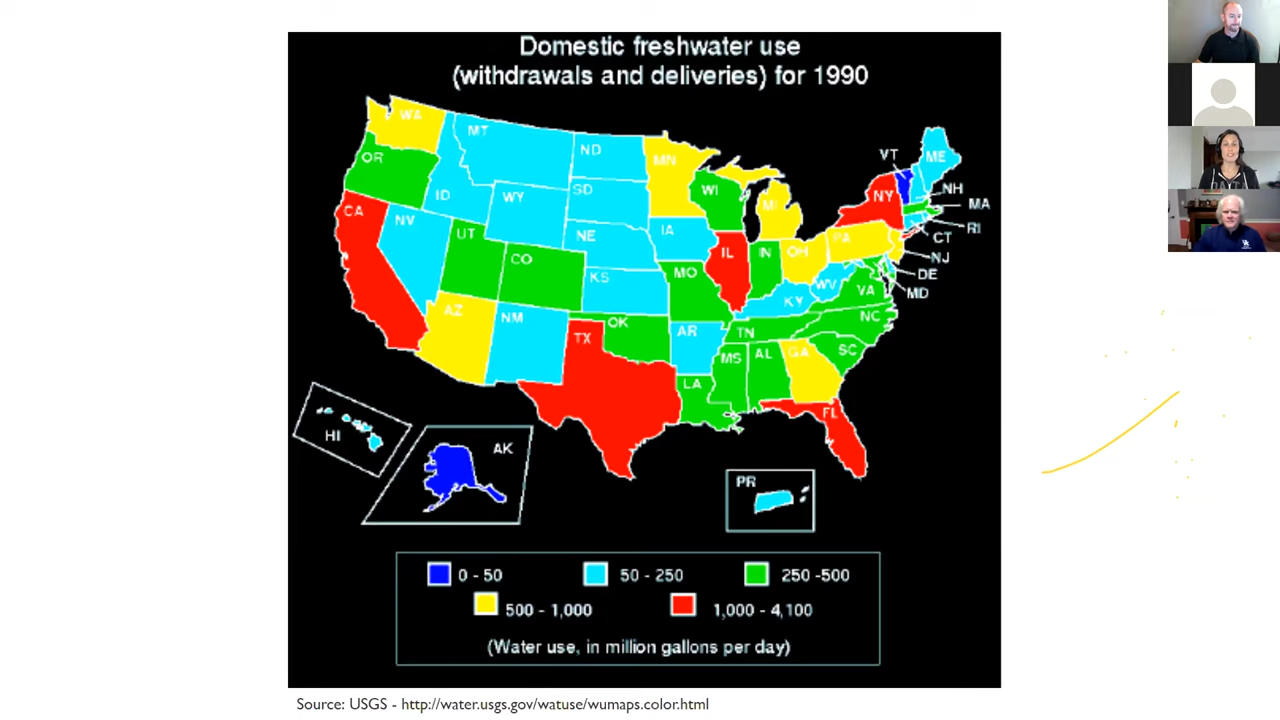 Domestic freshwater use
(withdrawals and deliveries) for 1990
WA
MT
ND
MN
VT
ME
OR
ID
SD
WI
MI
NY
NH
MA
CA
NV
WY
NE
IA
RI
UT
CO
KS
MO
IL
IN
OH
PA
CT
NJ
DE
WV
VA
MD
KY
AZ
NM
OK
AR
TN
NC
TX
MS
AL
GA
SC
LA
FL
HI
AK
PR
0 - 50
50 - 250
250 -500
500 - 1,000
1,000 - 4,100
(Water use, in million gallons per day)
Source: USGS - http://water.usgs.gov/watuse/wumaps.color.html